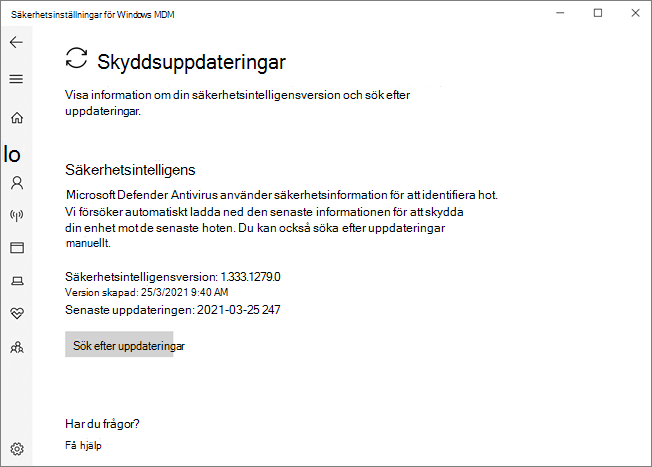 Säkerhetsinställningar för Windows MDM
Skyddsuppdateringar
Visa information om din säkerhetsintelligensversion och sök efter
uppdateringar.
lo
Säkerhetsintelligens
Microsoft Defender Antivirus använder säkerhetsinformation för att identifiera hot.
Vi försöker automatiskt ladda ned den senaste informationen för att skydda
din enhet mot de senaste hoten. Du kan också söka efter uppdateringar
manuellt.
Säkerhetsintelligensversion: 1.333.1279.0
Version skapad: 25/3/2021 9:40 AM
Senaste uppdateringen: 2021-03-25 247
Sök efter uppdateringar
Har du frågor?
Få hjälp